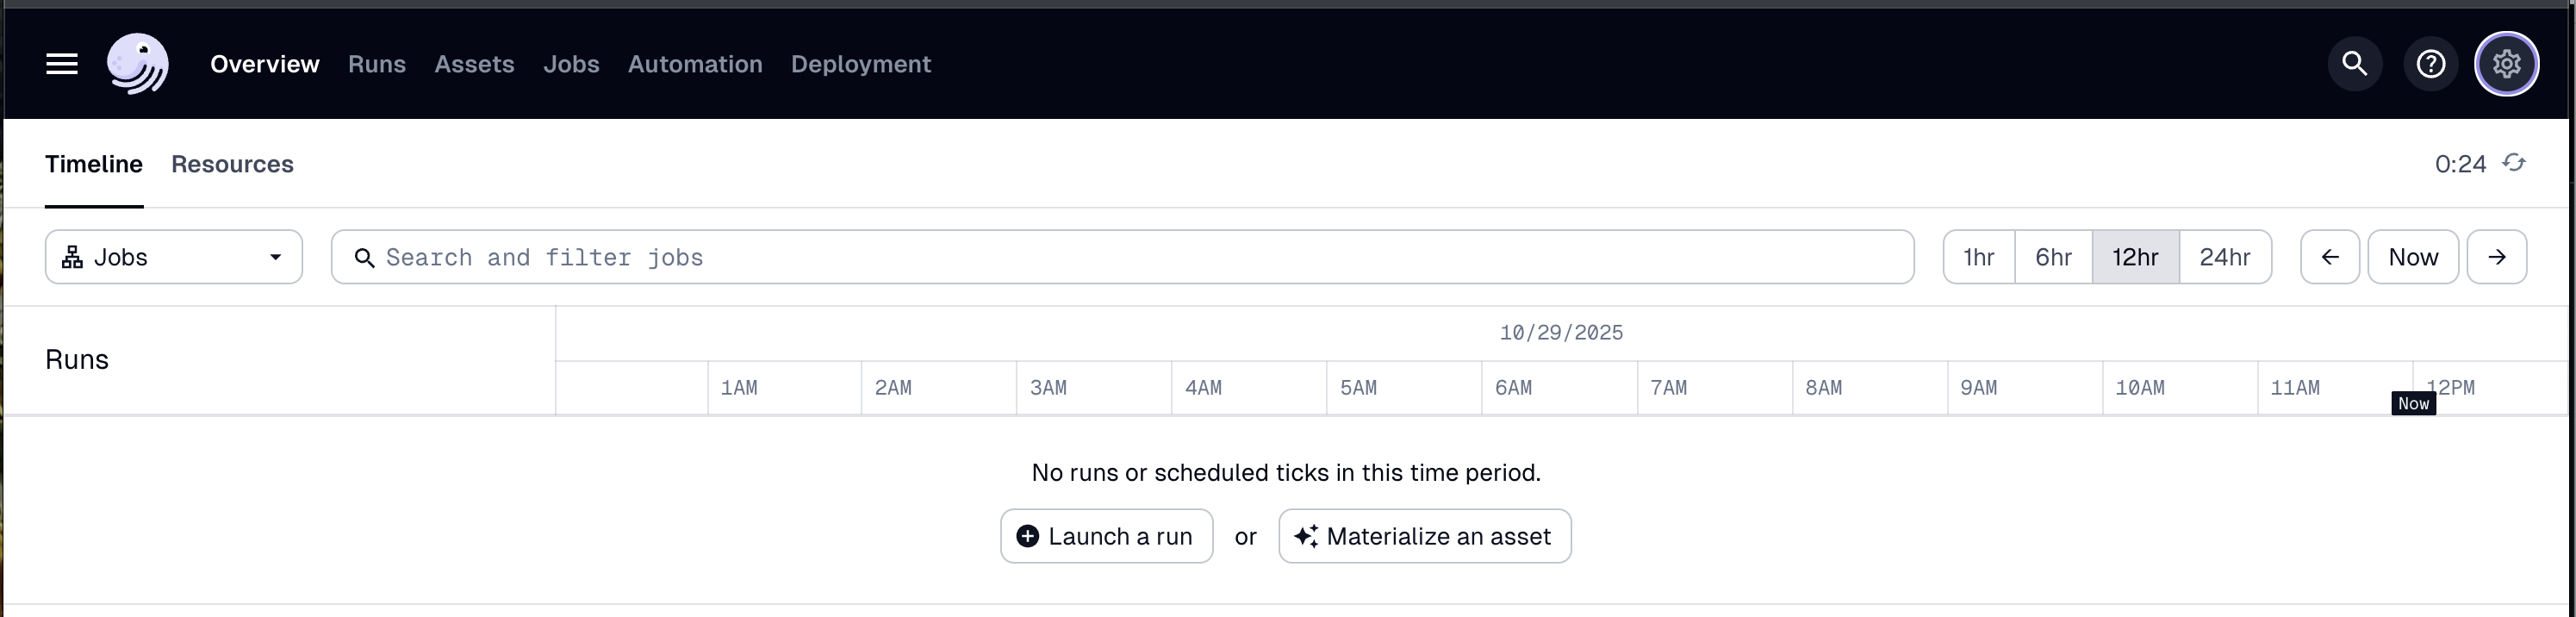 Overview Runs Assets Jobs Automation Deployment
Timeline Resources 0:24
Jobs Search and filter jobs 1hr 6hr 12hr 24hr Now
10/29/2025
Runs
1AM 2AM 3AM 4AM 5AM 6AM 7AM 8AM 9AM 10AM 11AM 12PM
Now
No runs or scheduled ticks in this time period.
Launch a run or Materialize an asset